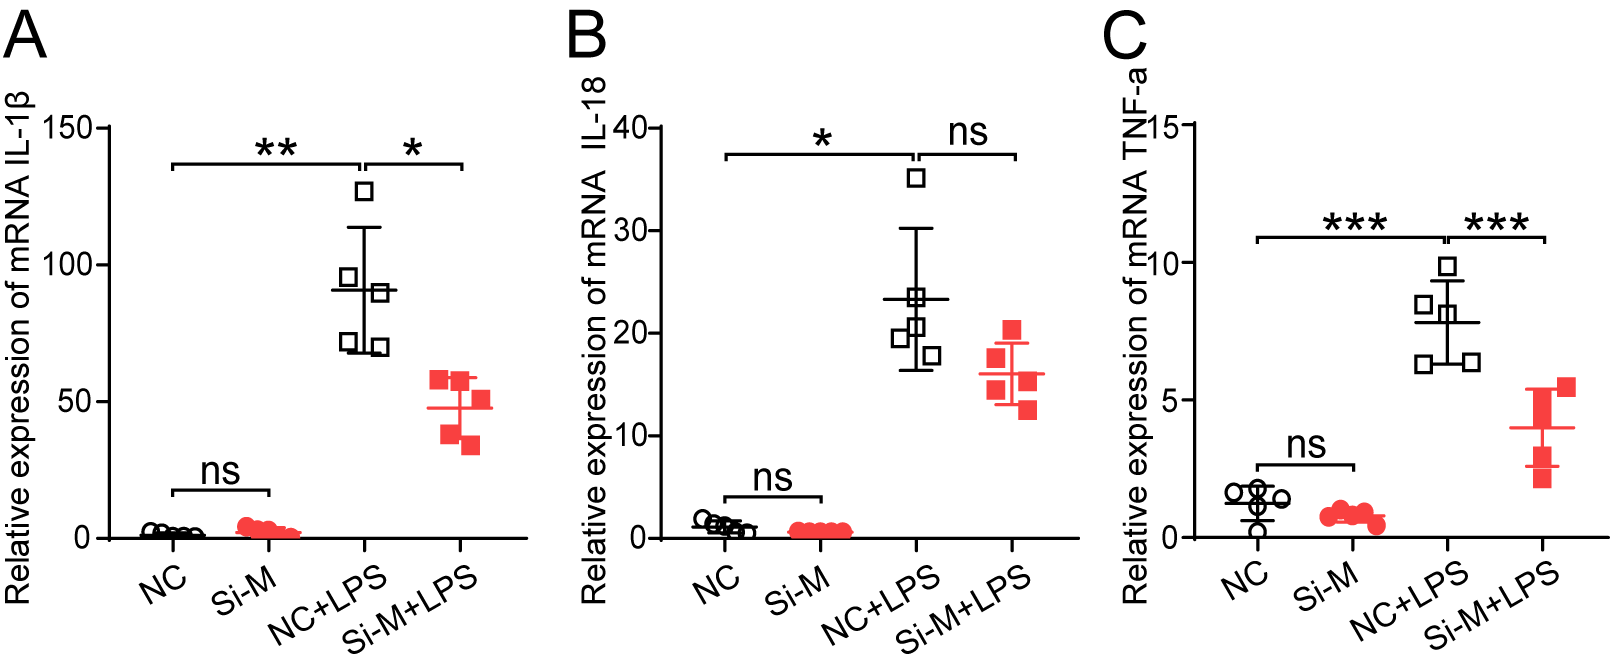 A
Relative expression of mRNA IL-1β
150
100
50
0
**
*
ns
NC
Si-M
NC+LPS
Si-M+LPS
B
Relative expression of mRNA IL-18
40
30
20
10
0
*
ns
ns
NC
Si-M
NC+LPS
Si-M+LPS
C
Relative expression of mRNA TNF-a
15
10
5
0
***
***
ns
NC
Si-M
NC+LPS
Si-M+LPS